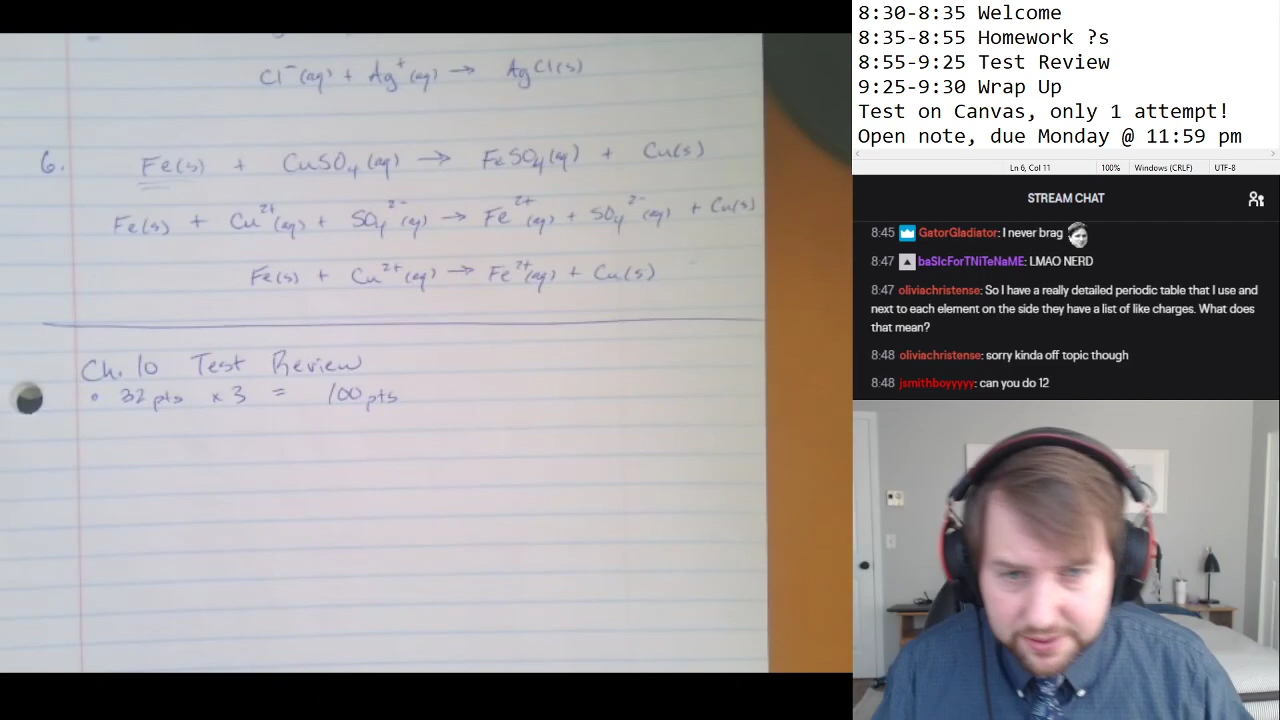 Cl⁻(aq) + Ag⁺(aq) → AgCl(s)
6. Fe(s) + CuSO₄(aq) → FeSO₄(aq) + Cu(s)
Fe(s) + Cu²⁺(aq) + SO₄²⁻(aq) → Fe²⁺(aq) + SO₄²⁻(aq) + Cu(s)
Fe(s) + Cu²⁺(aq) → Fe²⁺(aq) + Cu(s)
Ch. 10 Test Review
• 32 pts × 3 = 100 pts
8:30-8:35 Welcome
8:35-8:55 Homework ?s
8:55-9:25 Test Review
9:25-9:30 Wrap Up
Test on Canvas, only 1 attempt!
Open note, due Monday @ 11:59 pm
Ln 6, Col 11 100% Windows (CRLF) UTF-8
STREAM CHAT
8:45 GatorGladiator: I never brag
8:47 baSIcForTNiTeNaME: LMAO NERD
8:47 oliviachristense: So I have a really detailed periodic table that I use and
next to each element on the side they have a list of like charges. What does
that mean?
8:48 oliviachristense: sorry kinda off topic though
8:48 jsmithboyyyyy: can you do 12